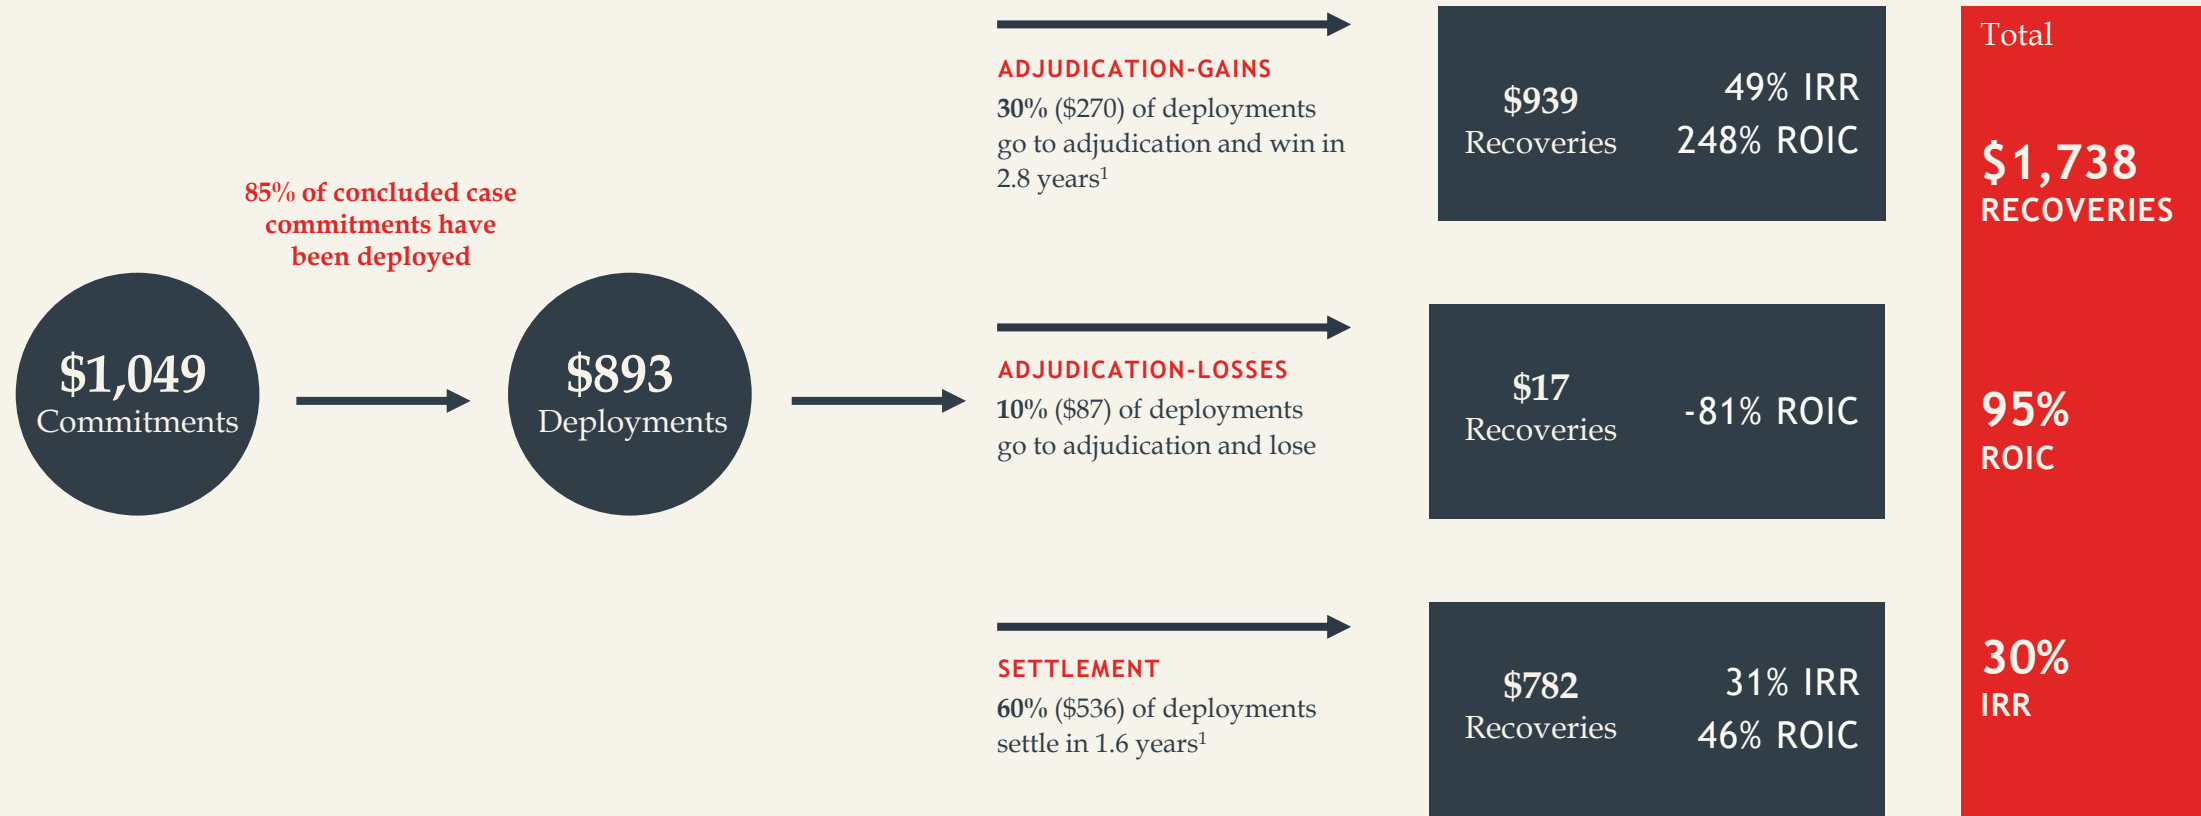 85% of concluded case
commitments have
been deployed
$1,049
Commitments
$893
Deployments
ADJUDICATION-GAINS
30% ($270) of deployments
go to adjudication and win in
2.8 years¹
$939
Recoveries
49% IRR
248% ROIC
ADJUDICATION-LOSSES
10% ($87) of deployments
go to adjudication and lose
$17
Recoveries
-81% ROIC
SETTLEMENT
60% ($536) of deployments
settle in 1.6 years¹
$782
Recoveries
31% IRR
46% ROIC
Total
$1,738
RECOVERIES
95%
ROIC
30%
IRR